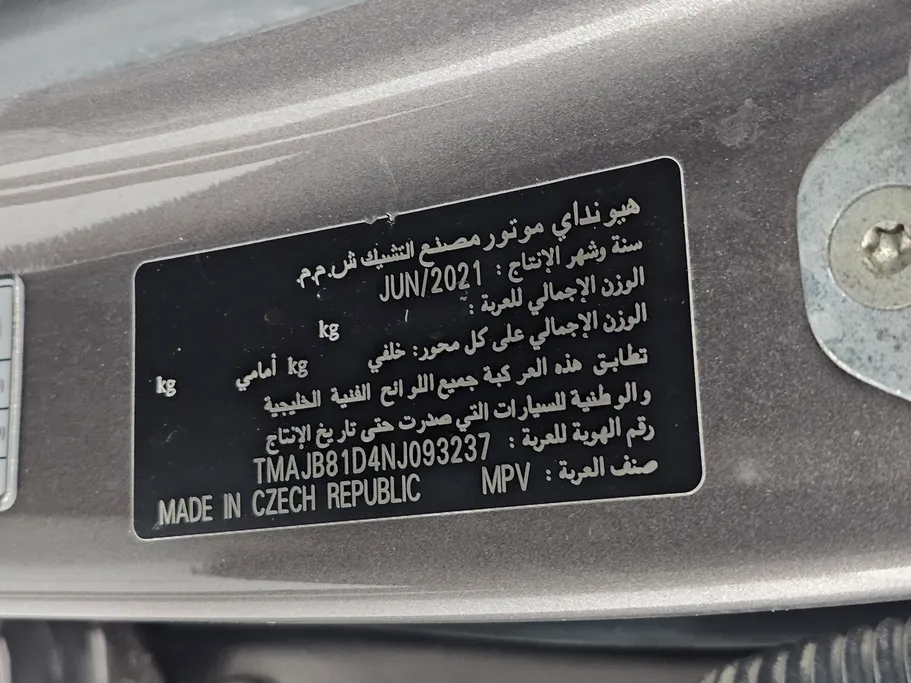 هيونداي موتور مصنع التشيك ش.م.م.
سنة وشهر الإنتاج : JUN/2021
الوزن الإجمالي للعربة : kg
الوزن الإجمالي على كل محور: خلفي kg أمامي kg
تطابق هذه العركبة جميع اللوائح الفنية الخليجية
والوطنية للسيارات التي صدرت حتى تاريخ الإنتاج
رقم الهوية للعربة : TMAJB81D4NJ093237
صنف العربة : MPV MADE IN CZECH REPUBLIC